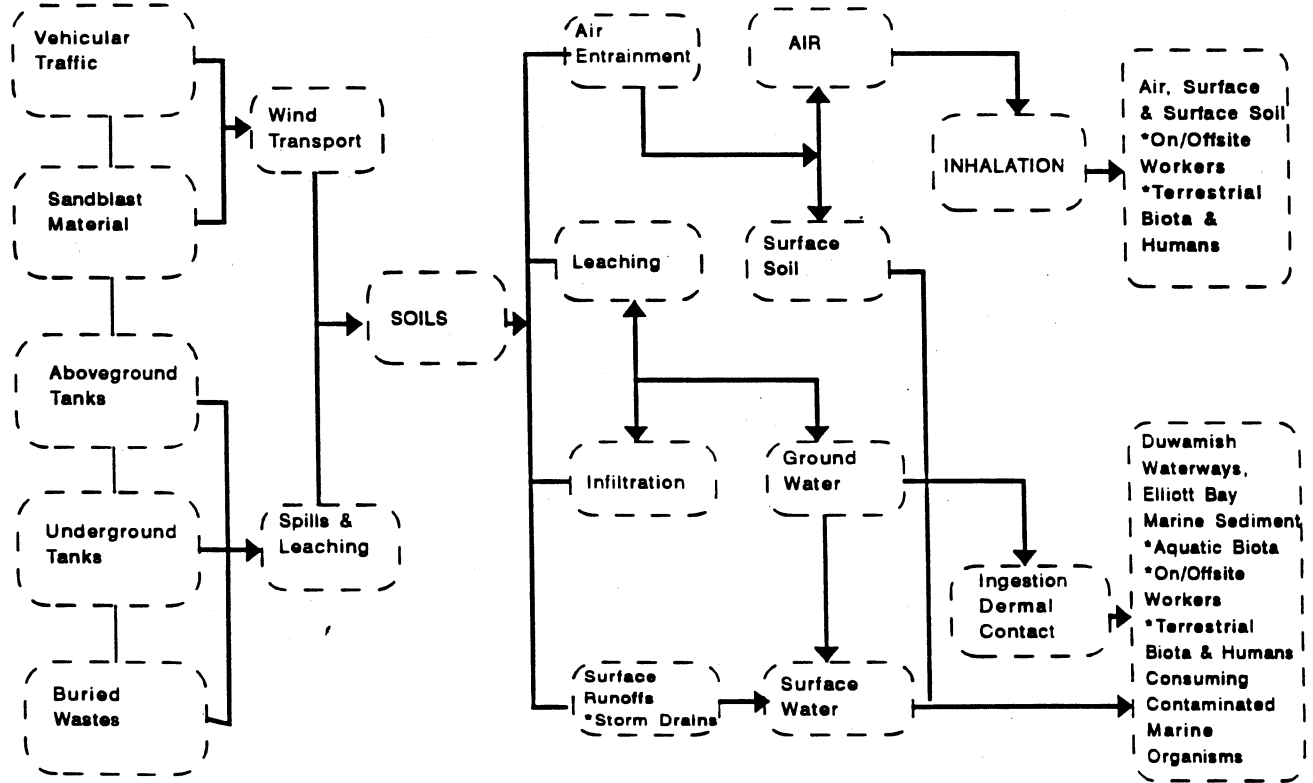 Vehicular
Traffic
Sandblast
Material
Aboveground
Tanks
Underground
Tanks
Buried
Wastes
Wind
Transport
Spills &
Leaching
SOILS
Air
Entrainment
Leaching
Infiltration
Surface
Runoffs
*Storm Drains
AIR
Surface
Soil
Ground
Water
Surface
Water
INHALATION
Ingestion
Dermal
Contact
Air, Surface
& Surface Soil
*On/Offsite
Workers
*Terrestrial
Biota &
Humans
Duwamish
Waterways,
Elliott Bay
Marine Sediment
*Aquatic Biota
*On/Offsite
Workers
*Terrestrial
Biota & Humans
Consuming
Contaminated
Marine
Organisms